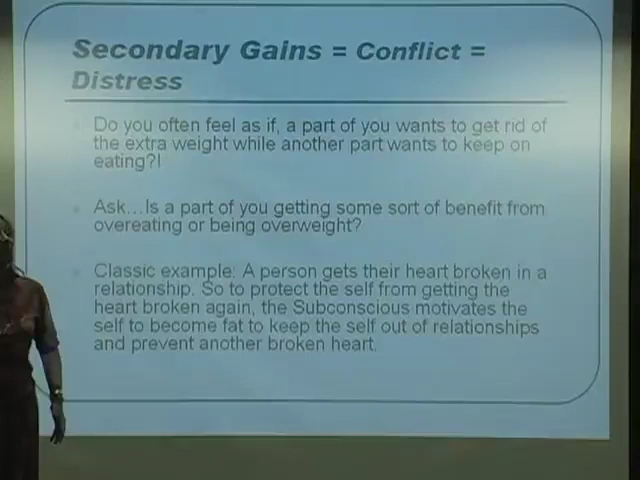 Secondary Gains = Conflict =
Distress
Do you often feel as if, a part of you wants to get rid of
the extra weight while another part wants to keep on
eating?!
Ask...Is a part of you getting some sort of benefit from
overeating or being overweight?
Classic example: A person gets their heart broken in a
relationship. So to protect the self from getting the
heart broken again, the Subconscious motivates the
self to become fat to keep the self out of relationships
and prevent another broken heart.